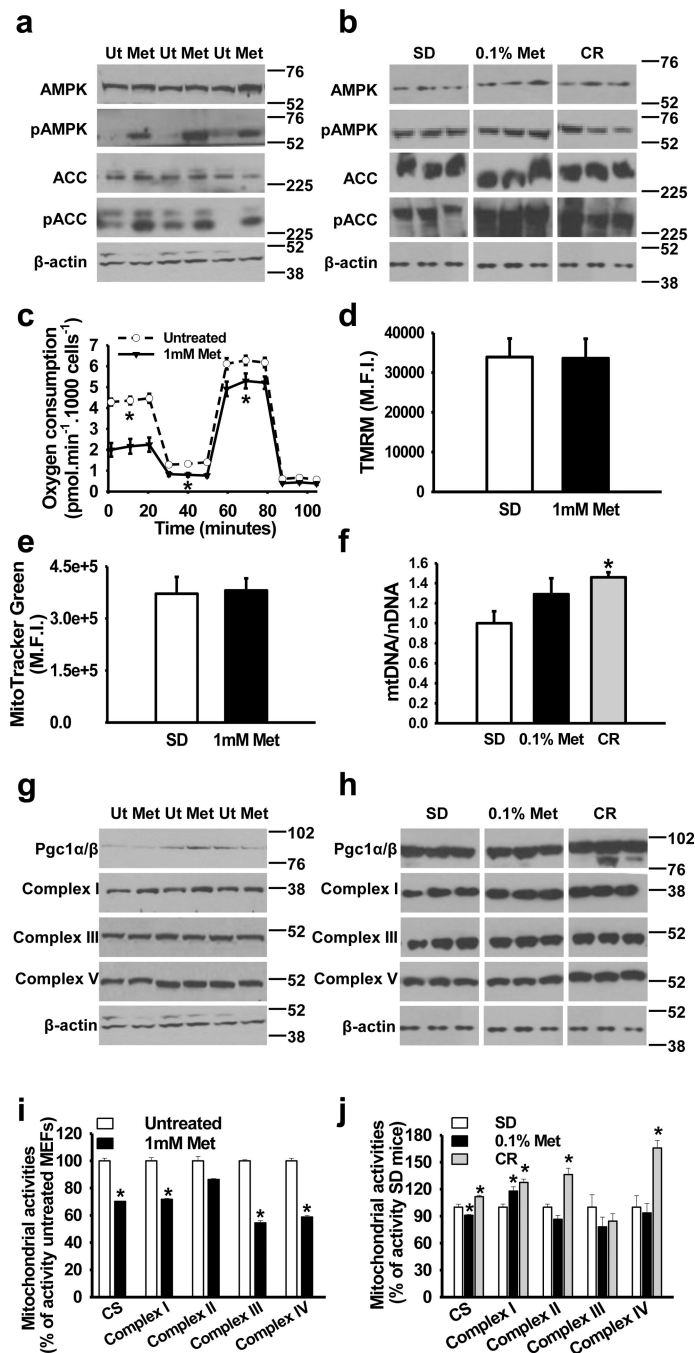 a
Ut Met Ut Met Ut Met
AMPK
76
52
pAMPK
76
52
ACC
225
pACC
225
β-actin
52
38
b
SD 0.1% Met CR
AMPK
76
52
pAMPK
76
52
ACC
225
pACC
225
β-actin
52
38
c
Untreated
1mM Met
Oxygen consumption
(pmol.min-1.1000 cells-1)
7
6
5
4
3
2
1
0
* * *
0 20 40 60 80 100
Time (minutes)
d
TMRM (M.F.I.)
40000
30000
20000
10000
0
SD 1mM Met
e
MitoTracker Green
(M.F.I.)
4.5e+5
3.0e+5
1.5e+5
0.0
SD 1mM Met
f
mtDNA/nDNA
1.6
1.4
1.2
1.0
0.8
0.6
0.4
0.2
0.0
*
SD 0.1% Met CR
g
Ut Met Ut Met Ut Met
Pgc1α/β
102
76
Complex I
38
Complex III
52
Complex V
52
β-actin
52
38
h
SD 0.1% Met CR
Pgc1α/β
102
76
Complex I
38
Complex III
52
Complex V
52
β-actin
52
38
i
Untreated
1mM Met
Mitochondrial activities
(% of activity untreated MEFs)
120
100
80
60
40
20
0
* * * *
CS Complex I Complex II Complex III Complex IV
j
SD
0.1% Met
CR
Mitochondrial activities
(% of activity SD mice)
180
150
120
90
60
30
0
* * * * * *
CS Complex I Complex II Complex III Complex IV